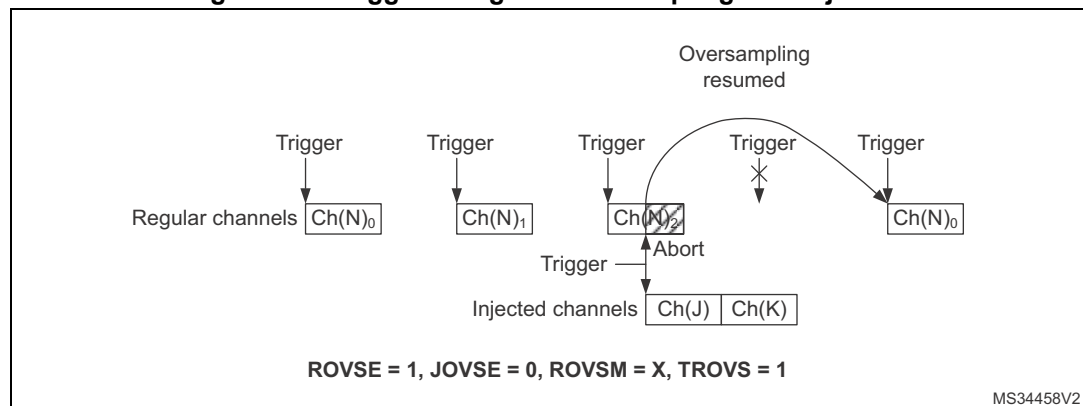 Oversampling
resumed
Trigger Trigger Trigger Trigger Trigger
Regular channels Ch(N)0 Ch(N)1 Ch(N)2 Ch(N)0
Abort
Trigger
Injected channels Ch(J) Ch(K)
ROVSE = 1, JOVSE = 0, ROVSM = X, TROVS = 1
MS34458V2